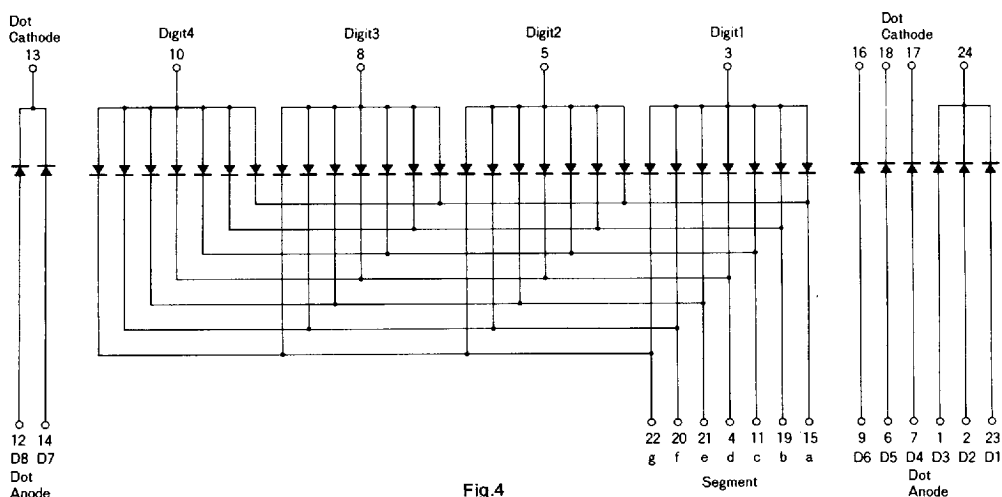 Dot
Cathode
13
Digit4
10
Digit3
8
Digit2
5
Digit1
3
Dot
Cathode
16 18 17 24
12 14
D8 D7
Dot
Anode
22 20 21 4 11 19 15
g f e d c b a
Segment
9 6 7 1 2 23
D6 D5 D4 D3 D2 D1
Dot
Anode
Fig.4